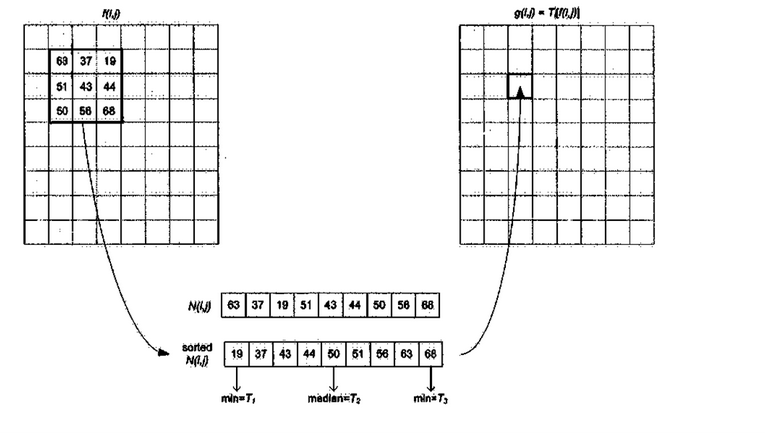 f(i,j)
g(i,j) = T[f(i,j)]
63 37 19
51 43 44
50 56 68
N(i,j) 63 37 19 51 43 44 50 56 68
sorted
N(i,j) 19 37 43 44 50 51 56 63 68
min=T₁ median=T₂ min=T₃